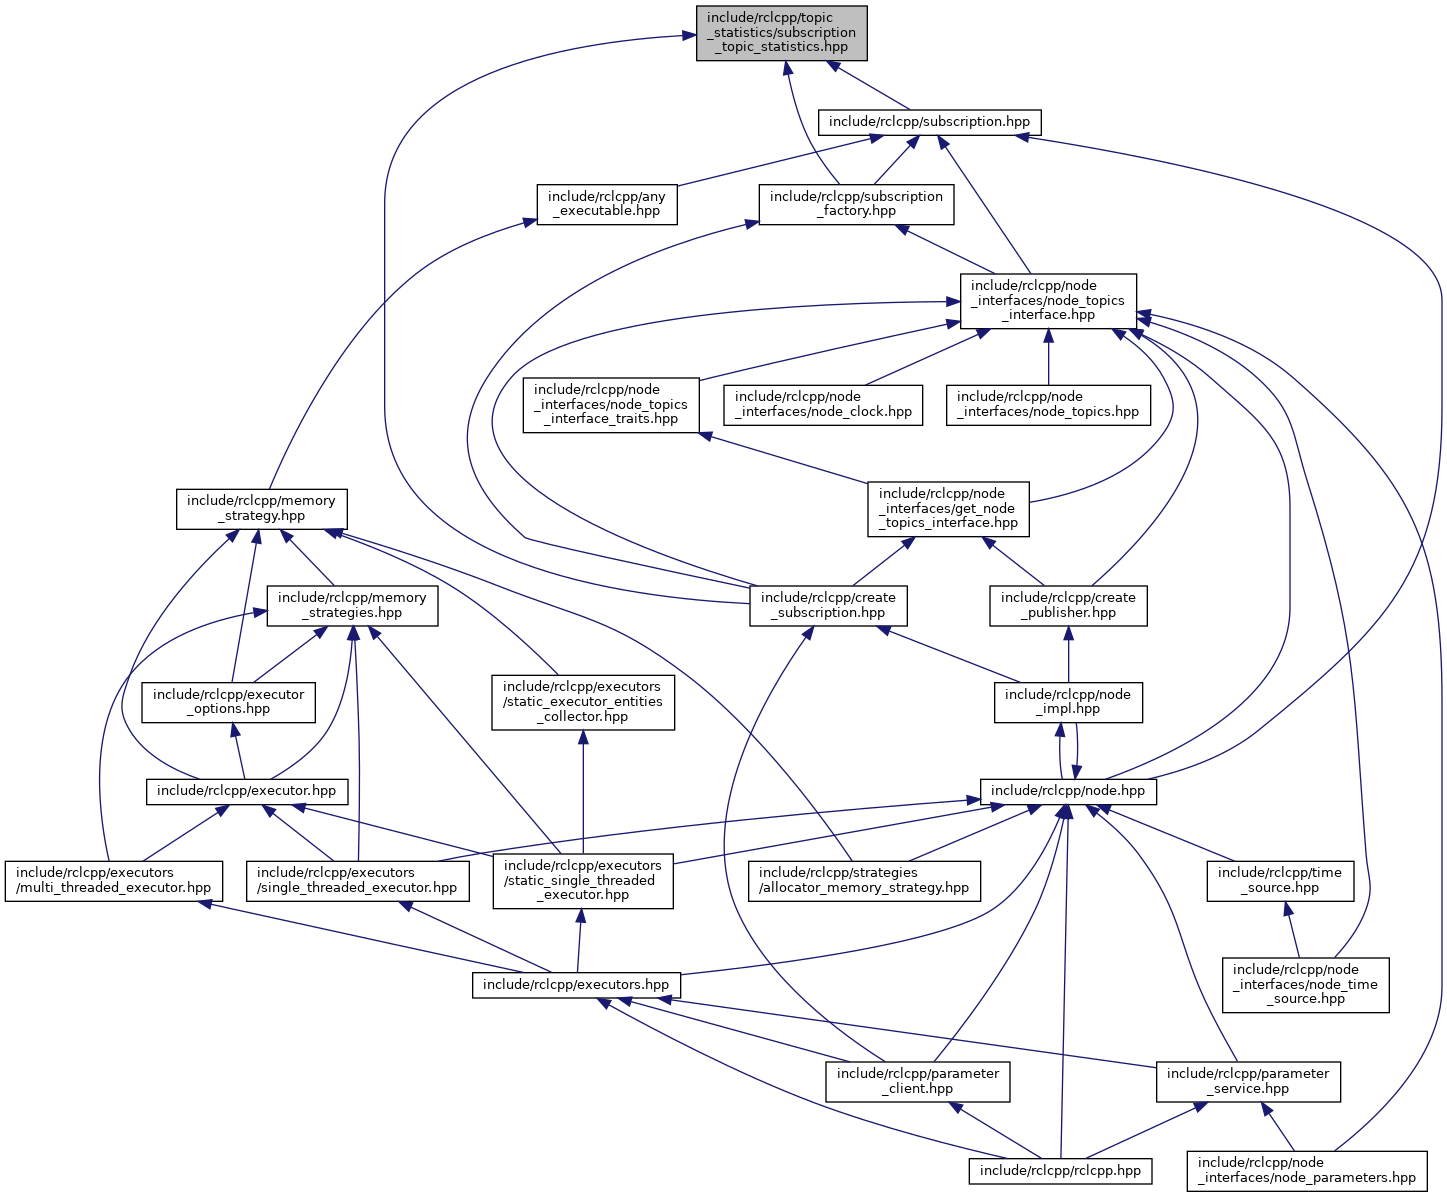 include/rclcpp/topic
_statistics/subscription
_topic_statistics.hpp
include/rclcpp/subscription.hpp
include/rclcpp/any
_executable.hpp
include/rclcpp/subscription
_factory.hpp
include/rclcpp/node
_interfaces/node_topics
_interface.hpp
include/rclcpp/node
_interfaces/node_topics
_interface_traits.hpp
include/rclcpp/node
_interfaces/node_clock.hpp
include/rclcpp/node
_interfaces/node_topics.hpp
include/rclcpp/memory
_strategy.hpp
include/rclcpp/node
_interfaces/get_node
_topics_interface.hpp
include/rclcpp/memory
_strategies.hpp
include/rclcpp/create
_subscription.hpp
include/rclcpp/create
_publisher.hpp
include/rclcpp/executor
_options.hpp
include/rclcpp/executors
/static_executor_entities
_collector.hpp
include/rclcpp/node
_impl.hpp
include/rclcpp/executor.hpp
include/rclcpp/node.hpp
include/rclcpp/executors
/multi_threaded_executor.hpp
include/rclcpp/executors
/single_threaded_executor.hpp
include/rclcpp/executors
/static_single_threaded
_executor.hpp
include/rclcpp/strategies
/allocator_memory_strategy.hpp
include/rclcpp/time
_source.hpp
include/rclcpp/executors.hpp
include/rclcpp/node
_interfaces/node_time
_source.hpp
include/rclcpp/parameter
_client.hpp
include/rclcpp/parameter
_service.hpp
include/rclcpp/rclcpp.hpp
include/rclcpp/node
_interfaces/node_parameters.hpp